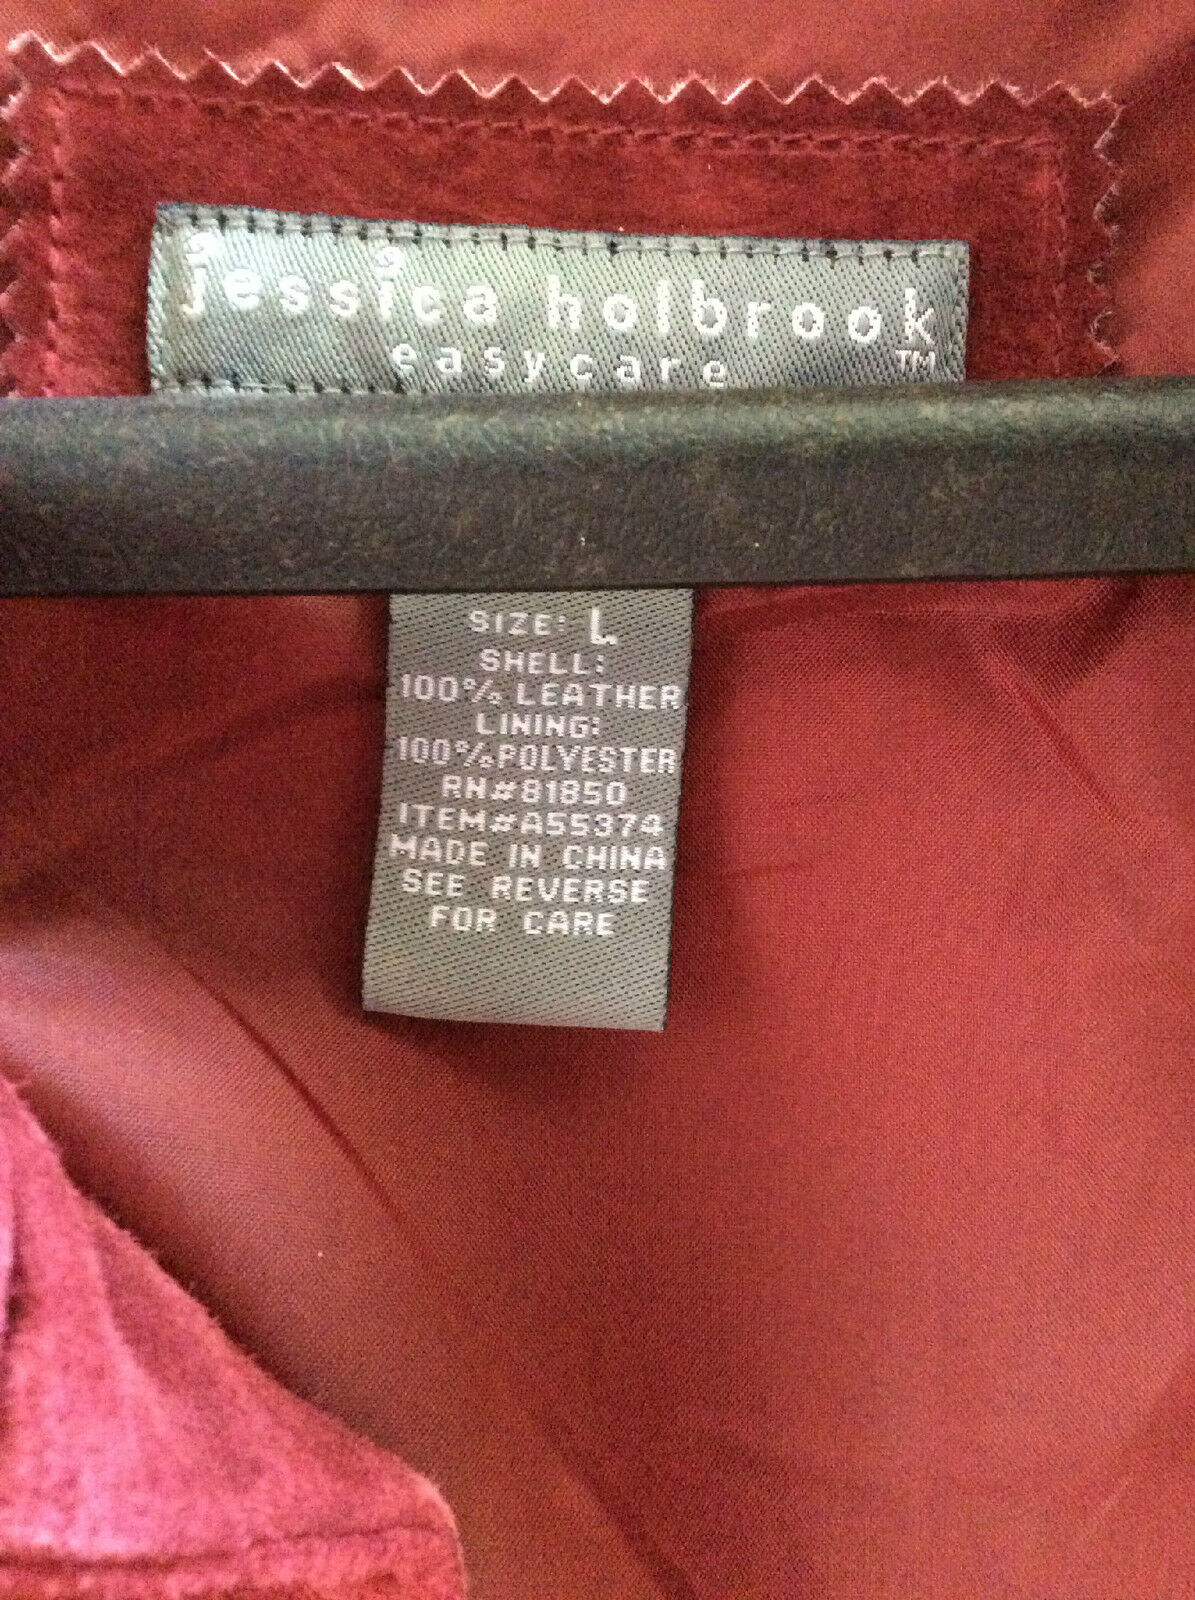 jessica holbrook
easycare ™
SIZE: L
SHELL:
100% LEATHER
LINING:
100%POLYESTER
RN#81850
ITEM#A55374
MADE IN CHINA
SEE REVERSE
FOR CARE